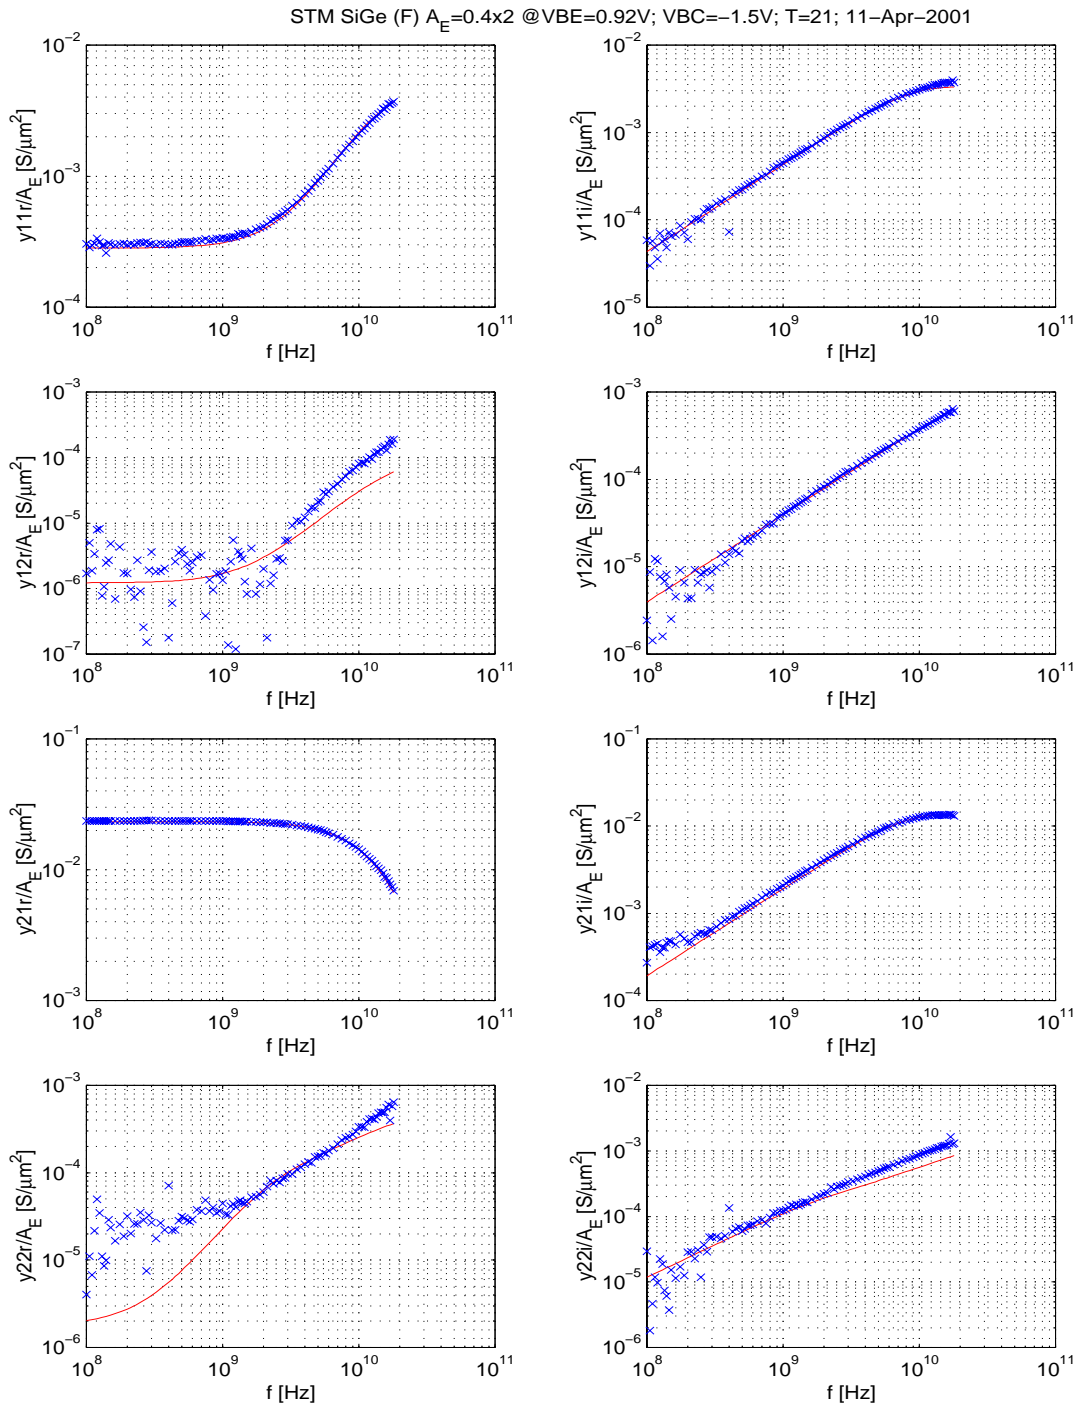 STM SiGe (F) A_E=0.4x2 @VBE=0.92V; VBC=−1.5V; T=21; 11−Apr−2001
10^−2
10^−3
10^−4
y11r/A_E [S/μm^2]
10^8 10^9 10^10 10^11
f [Hz]
10^−2
10^−3
10^−4
10^−5
y11i/A_E [S/μm^2]
10^8 10^9 10^10 10^11
f [Hz]
10^−3
10^−4
10^−5
10^−6
10^−7
y12r/A_E [S/μm^2]
10^8 10^9 10^10 10^11
f [Hz]
10^−3
10^−4
10^−5
10^−6
y12i/A_E [S/μm^2]
10^8 10^9 10^10 10^11
f [Hz]
10^−1
10^−2
10^−3
y21r/A_E [S/μm^2]
10^8 10^9 10^10 10^11
f [Hz]
10^−1
10^−2
10^−3
10^−4
y21i/A_E [S/μm^2]
10^8 10^9 10^10 10^11
f [Hz]
10^−3
10^−4
10^−5
10^−6
y22r/A_E [S/μm^2]
10^8 10^9 10^10 10^11
f [Hz]
10^−2
10^−3
10^−4
10^−5
10^−6
y22i/A_E [S/μm^2]
10^8 10^9 10^10 10^11
f [Hz]